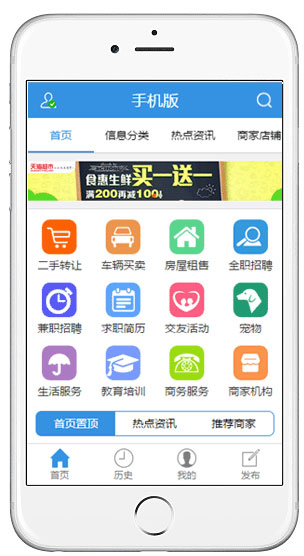 手机版
首页 信息分类 热点资讯 商家店铺
天猫超市
食惠生鲜买一送一
满200再减100
二手转让 车辆买卖 房屋租售 全职招聘
兼职招聘 求职简历 交友活动 宠物
生活服务 教育培训 商务服务 商家机构
首页置顶 热点资讯 推荐商家
首页 历史 我的 发布